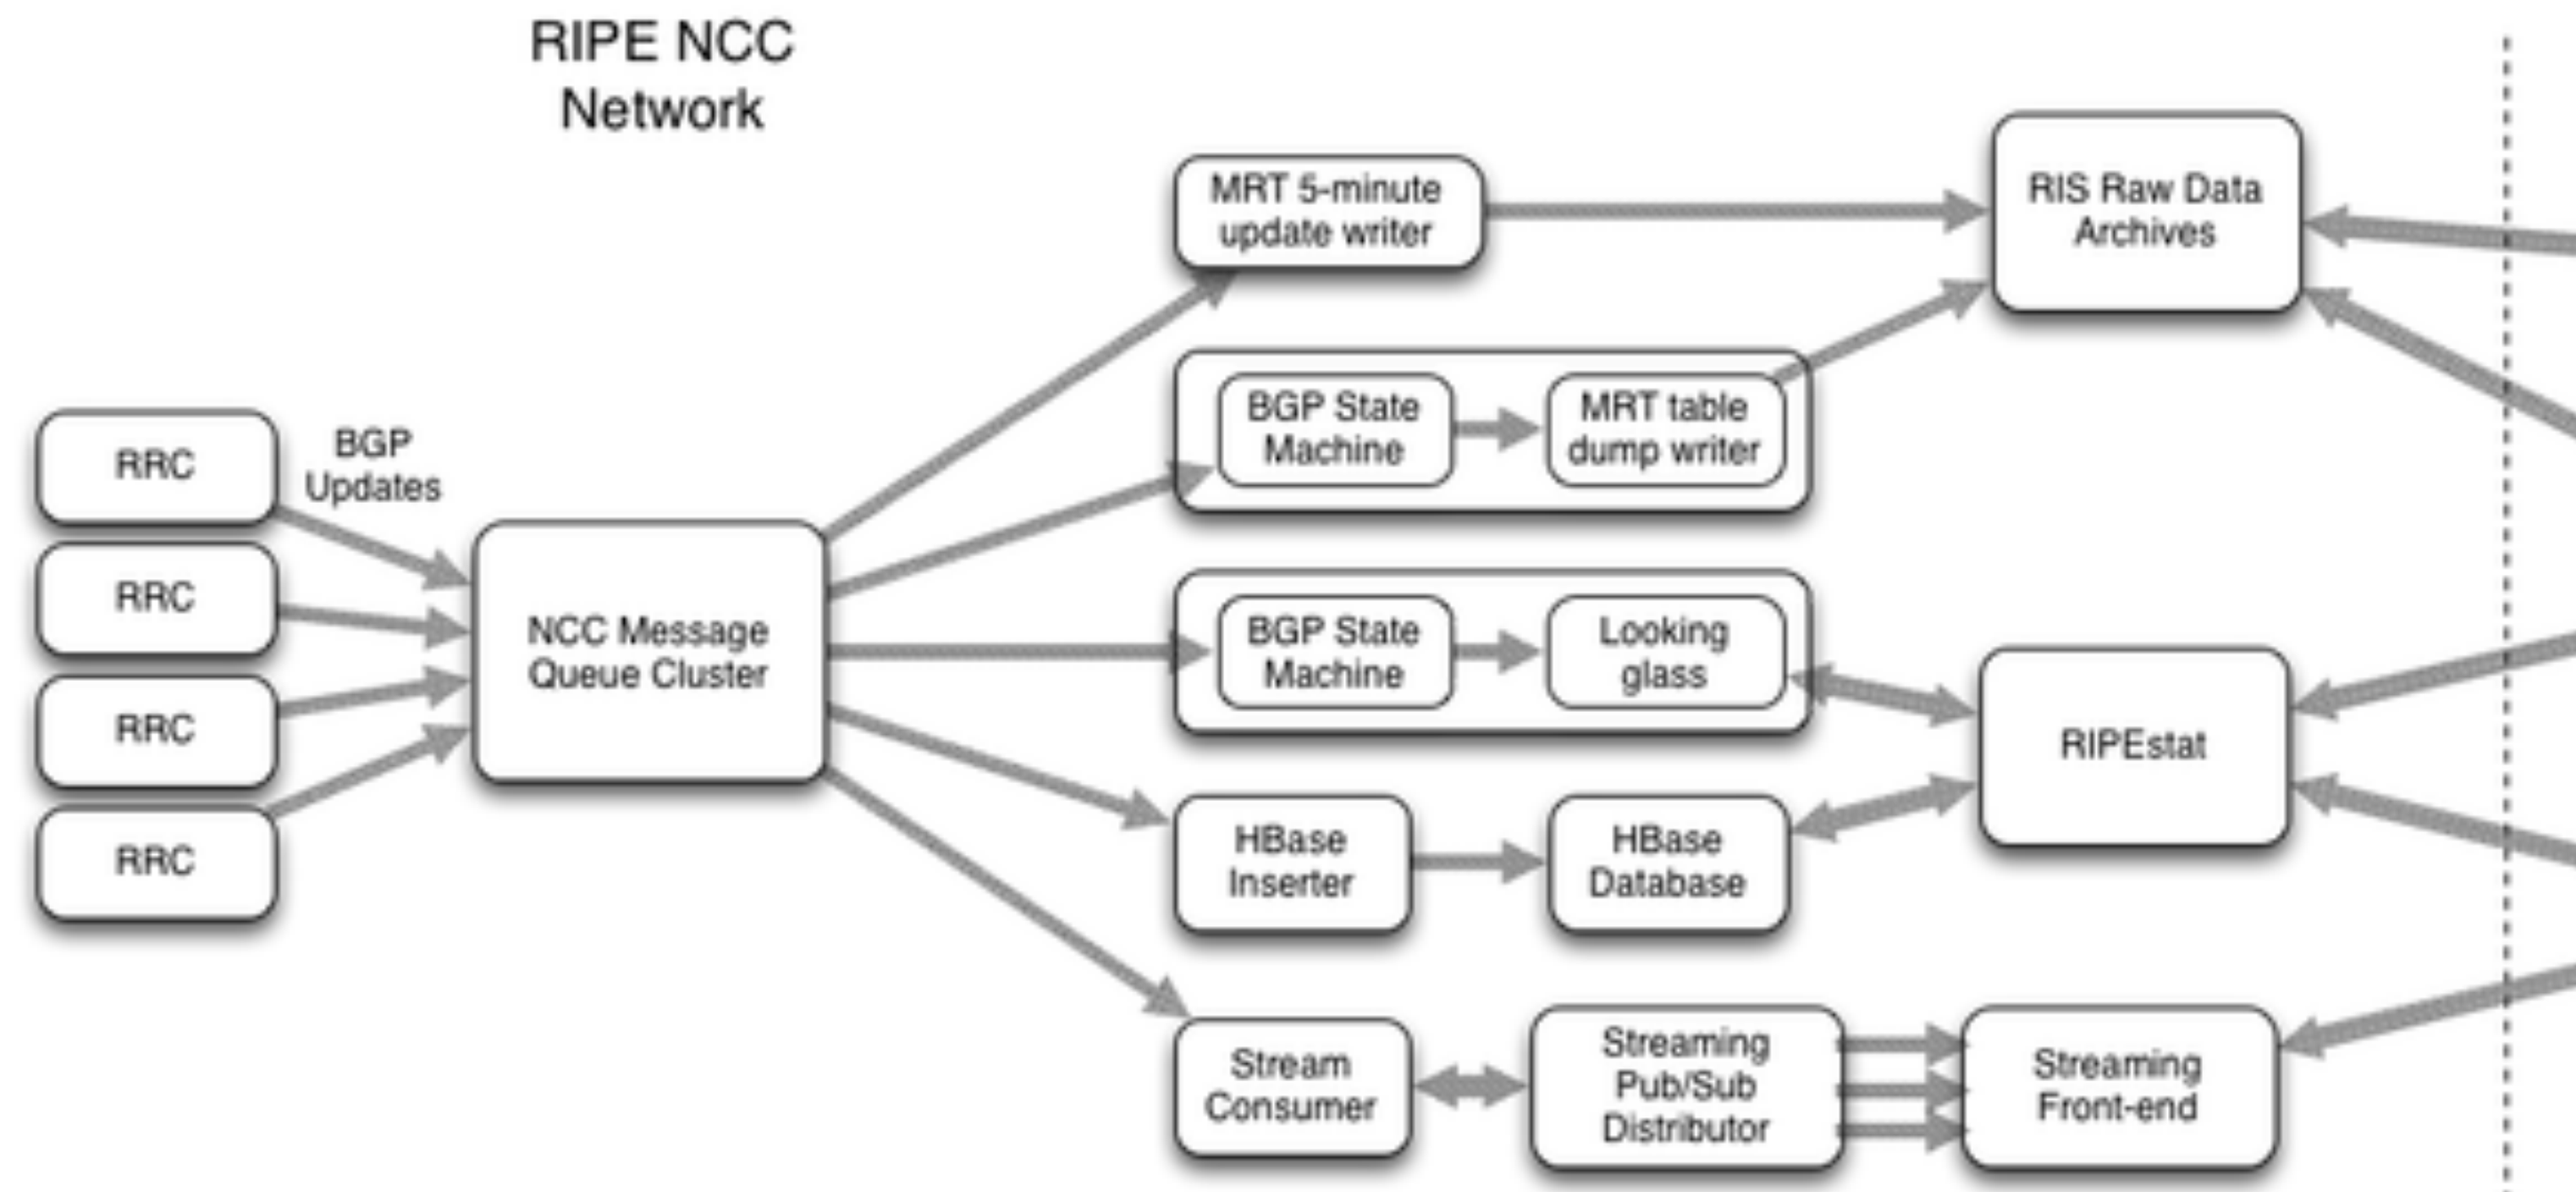 RIPE NCC
Network
MRT 5-minute
update writer
RIS Raw Data
Archives
BGP State
Machine
MRT table
dump writer
RRC
BGP
Updates
RRC
RRC
RRC
NCC Message
Queue Cluster
BGP State
Machine
Looking
glass
RIPEstat
HBase
Inserter
HBase
Database
Stream
Consumer
Streaming
Pub/Sub
Distributor
Streaming
Front-end